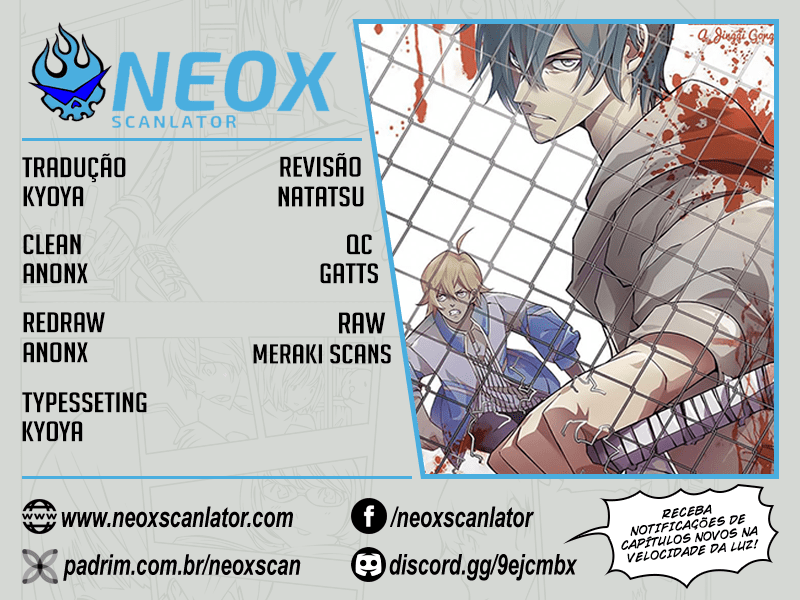 NEOX
SCANLATOR
TRADUÇÃO
KYOYA
REVISÃO
NATATSU
CLEAN
ANONX
QC
GATTS
REDRAW
ANONX
RAW
MERAKI SCANS
TYPESSETING
KYOYA
www.neoxscanlator.com
/neoxscanlator
padrim.com.br/neoxscan
discord.gg/9ejcmbx
RECEBA
NOTIFICAÇÕES DE
CAPÍTULOS NOVOS NA
VELOCIDADE DA LUZ!